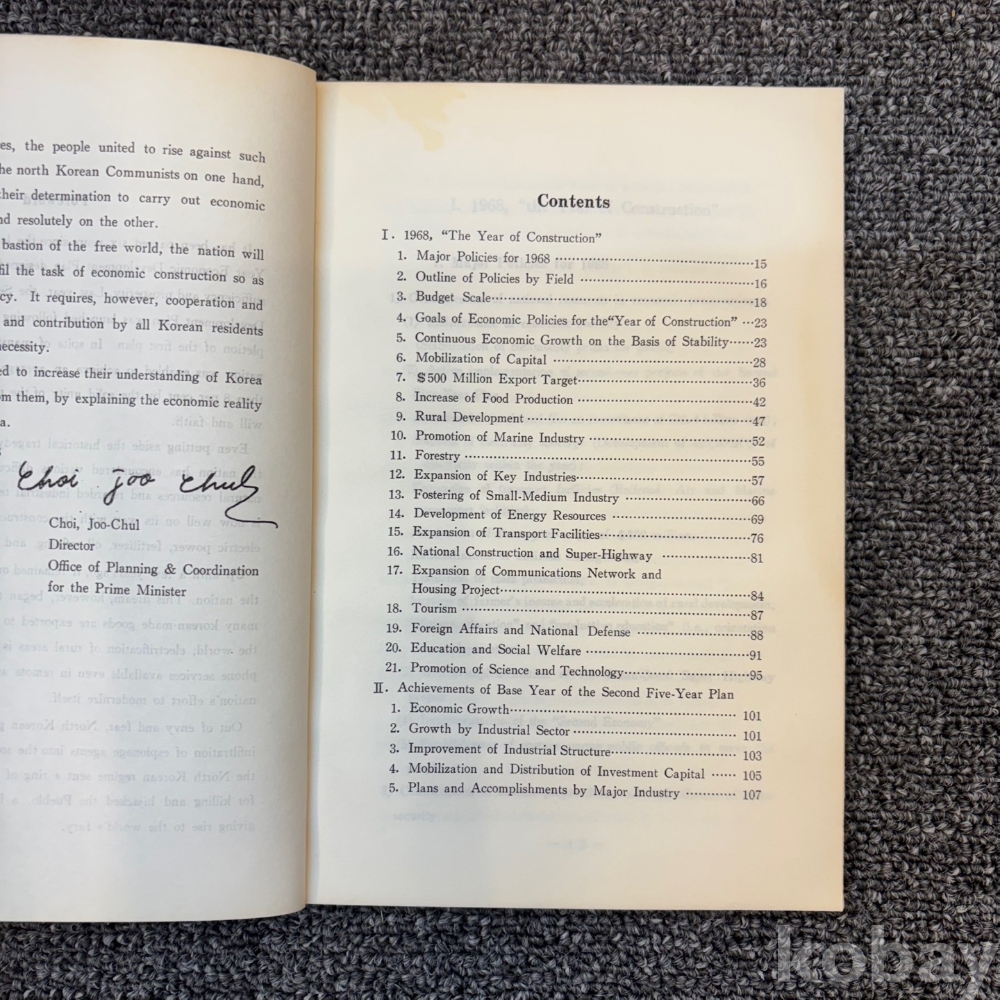 es, the people united to rise against such
he north Korean Communists on one hand,
their determination to carry out economic
nd resolutely on the other.
bastion of the free world, the nation will
fil the task of economic construction so as
cy. It requires, however, cooperation and
and contribution by all Korean residents
necessity.
ed to increase their understanding of Korea
om them, by explaining the economic reality
a.
Choi Joo Chul
Choi, Joo-Chul
Director
Office of Planning & Coordination
for the Prime Minister
Contents
I. 1968, "The Year of Construction"
1. Major Policies for 1968 ........ 15
2. Outline of Policies by Field ........ 16
3. Budget Scale ........ 18
4. Goals of Economic Policies for the "Year of Construction" ... 23
5. Continuous Economic Growth on the Basis of Stability ...... 23
6. Mobilization of Capital ........ 28
7. $500 Million Export Target ........ 36
8. Increase of Food Production ........ 42
9. Rural Development ........ 47
10. Promotion of Marine Industry ........ 52
11. Forestry ........ 55
12. Expansion of Key Industries ........ 57
13. Fostering of Small-Medium Industry ........ 66
14. Development of Energy Resources ........ 69
15. Expansion of Transport Facilities ........ 76
16. National Construction and Super-Highway ........ 81
17. Expansion of Communications Network and
Housing Project ........ 84
18. Tourism ........ 87
19. Foreign Affairs and National Defense ........ 88
20. Education and Social Welfare ........ 91
21. Promotion of Science and Technology ........ 95
II. Achievements of Base Year of the Second Five-Year Plan
1. Economic Growth ........ 101
2. Growth by Industrial Sector ........ 101
3. Improvement of Industrial Structure ........ 103
4. Mobilization and Distribution of Investment Capital ...... 105
5. Plans and Accomplishments by Major Industry ........ 107
kobay